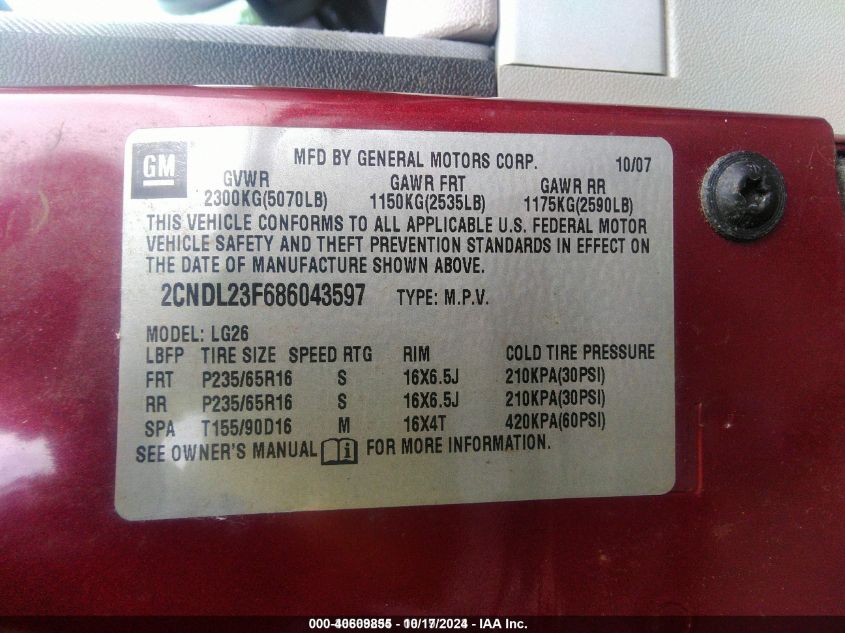 GM
MFD BY GENERAL MOTORS CORP. 10/07
GVWR GAWR FRT GAWR RR
2300KG(5070LB) 1150KG(2535LB) 1175KG(2590LB)
THIS VEHICLE CONFORMS TO ALL APPLICABLE U.S. FEDERAL MOTOR
VEHICLE SAFETY AND THEFT PREVENTION STANDARDS IN EFFECT ON
THE DATE OF MANUFACTURE SHOWN ABOVE.
2CNDL23F686043597 TYPE: M.P.V.
MODEL: LG26
LBFP TIRE SIZE SPEED RTG RIM COLD TIRE PRESSURE
FRT P235/65R16 S 16X6.5J 210KPA(30PSI)
RR P235/65R16 S 16X6.5J 210KPA(30PSI)
SPA T155/90D16 M 16X4T 420KPA(60PSI)
SEE OWNER'S MANUAL FOR MORE INFORMATION.
- IAA Inc.